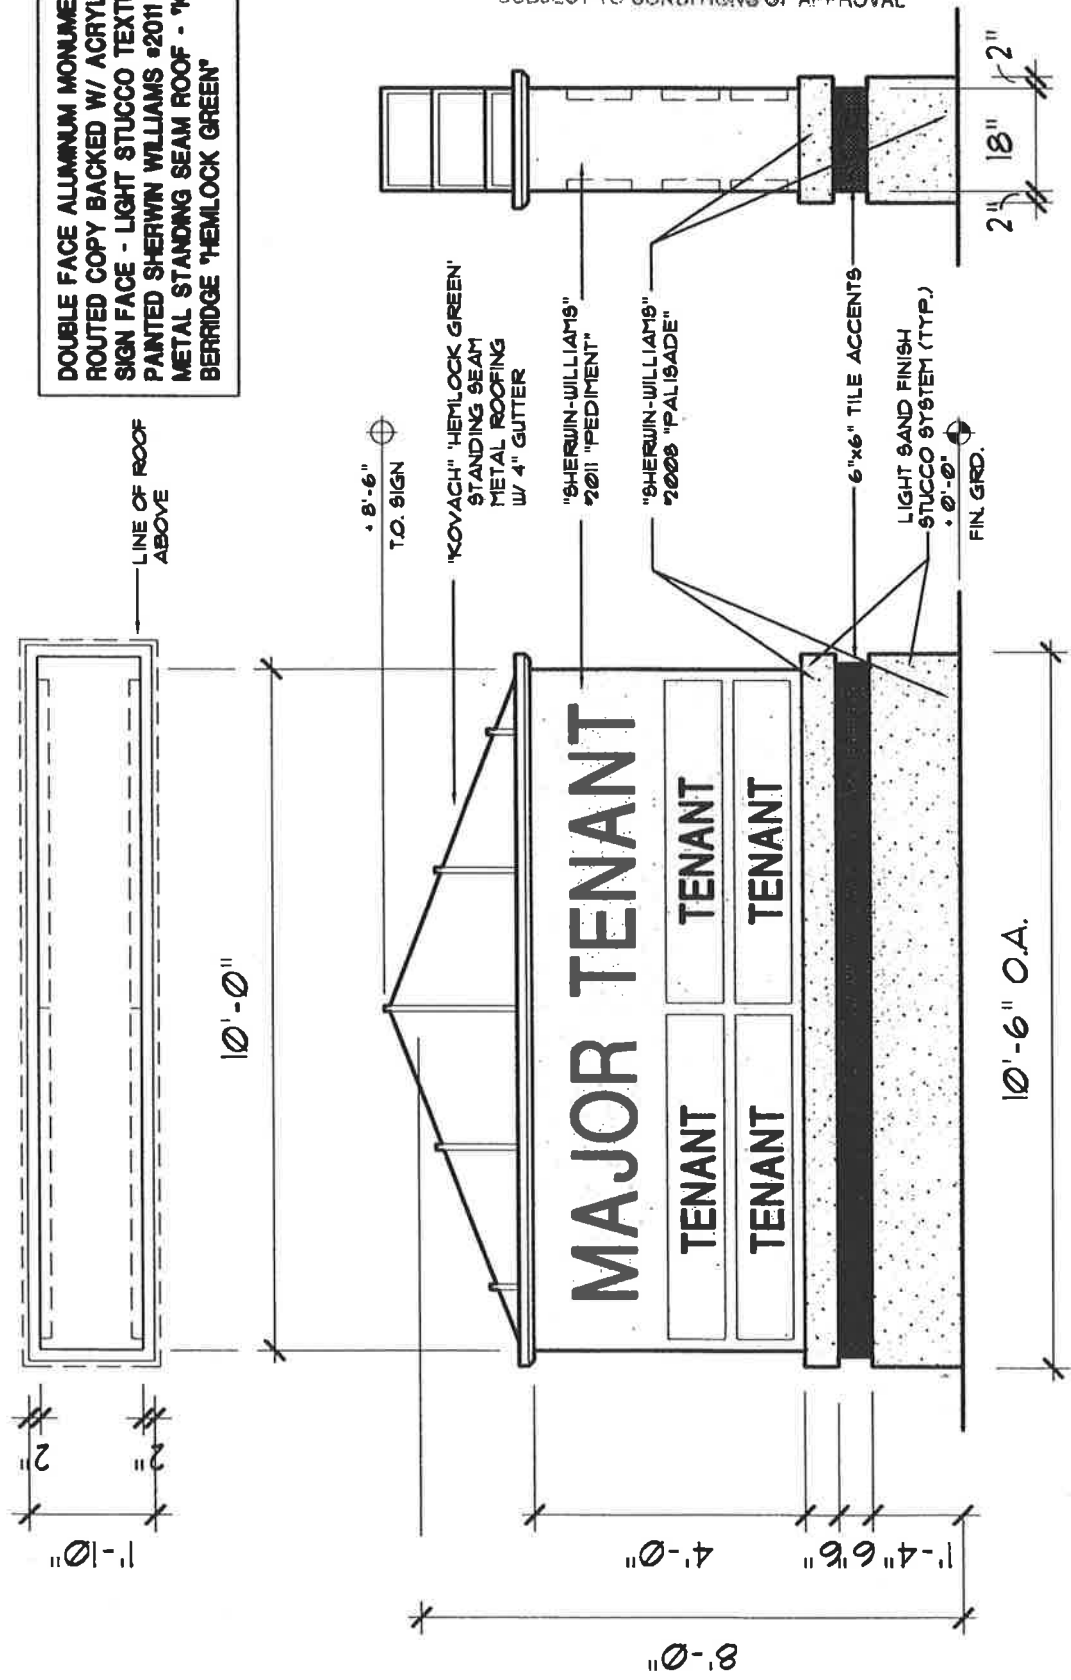 SUBJECT TO CONDITIONS OF APPROVAL
DOUBLE FACE ALUMINUM
ROUTED COPY BACKED W/
SIGN FACE - LIGHT STUCCO
PAINTED SHERWIN WILLIAMS #2011
METAL STANDING SEAM ROOF -
BERRIDGE "HEMLOCK GREEN"
LINE OF ROOF
ABOVE
2"
2"
1'-10"
10'-0"
+ 8'-6"
T.O. SIGN
"KOVACH" 'HEMLOCK GREEN'
STANDING SEAM
METAL ROOFING
W/ 4" GUTTER
"SHERWIN-WILLIAMS"
#2011 "PEDIMENT"
"SHERWIN-WILLIAMS"
#2008 "PALISADE"
6"x6" TILE ACCENTS
LIGHT SAND FINISH
STUCCO SYSTEM (TYP.)
+ 0'-0"
FIN. GRD.
MAJOR TENANT
TENANT TENANT
TENANT TENANT
4'-0"
6"
6"
1'-4"
8'-0"
10'-6" O.A.
2" 18" 2"